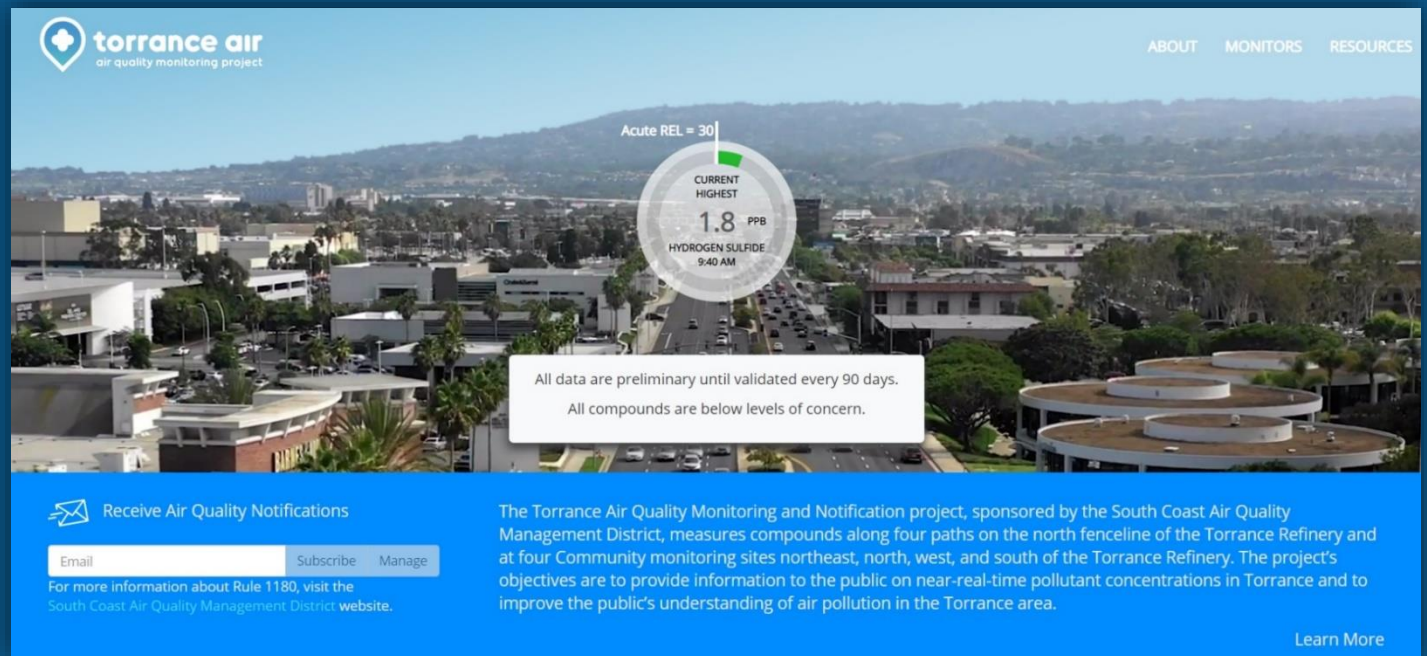 torrance air
air quality monitoring project
ABOUT MONITORS RESOURCES
Acute REL = 30
CURRENT
HIGHEST
1.8 PPB
HYDROGEN SULFIDE
9:40 AM
Crate&Barrel
All data are preliminary until validated every 90 days.
All compounds are below levels of concern.
Receive Air Quality Notifications
Email Subscribe Manage
For more information about Rule 1180, visit the
South Coast Air Quality Management District website.
The Torrance Air Quality Monitoring and Notification project, sponsored by the South Coast Air Quality
Management District, measures compounds along four paths on the north fenceline of the Torrance Refinery and
at four Community monitoring sites northeast, north, west, and south of the Torrance Refinery. The project's
objectives are to provide information to the public on near-real-time pollutant concentrations in Torrance and to
improve the public's understanding of air pollution in the Torrance area.
Learn More